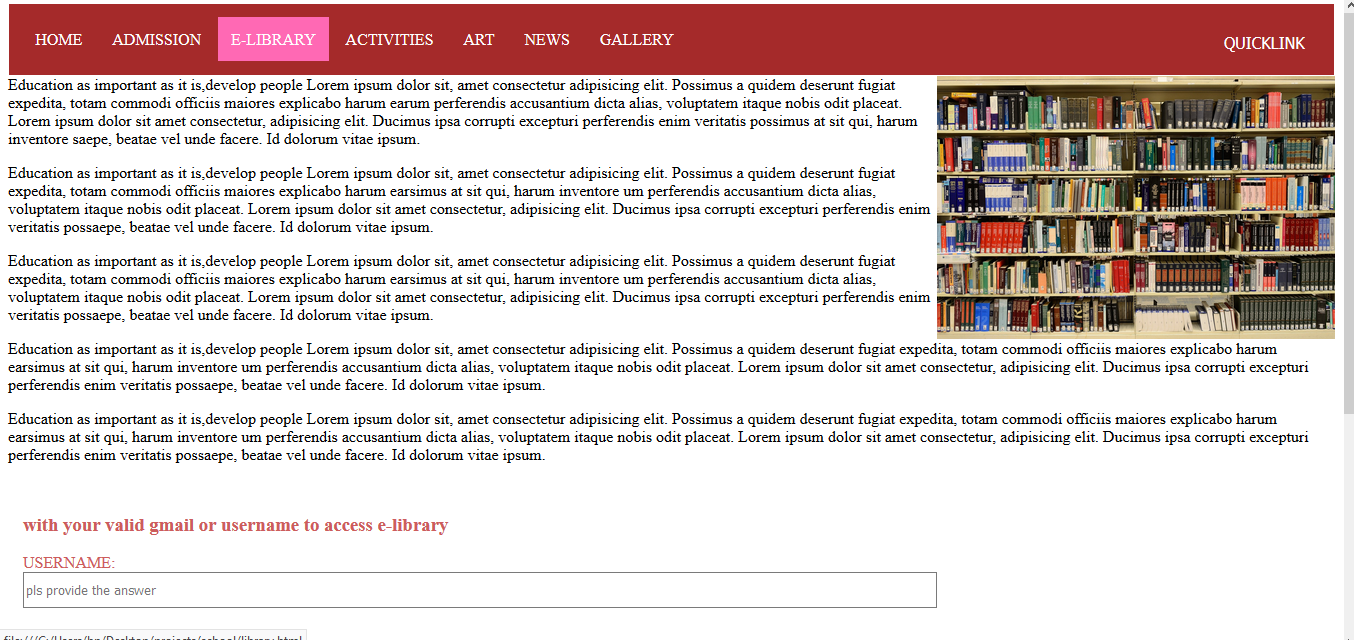 HOME ADMISSION E-LIBRARY ACTIVITIES ART NEWS GALLERY QUICKLINK
Education as important as it is,develop people Lorem ipsum dolor sit, amet consectetur adipisicing elit. Possimus a quidem deserunt fugiat
expedita, totam commodi officiis maiores explicabo harum earum perferendis accusantium dicta alias, voluptatem itaque nobis odit placeat.
Lorem ipsum dolor sit amet consectetur, adipisicing elit. Ducimus ipsa corrupti excepturi perferendis enim veritatis possimus at sit qui, harum
inventore saepe, beatae vel unde facere. Id dolorum vitae ipsum.
Education as important as it is,develop people Lorem ipsum dolor sit, amet consectetur adipisicing elit. Possimus a quidem deserunt fugiat
expedita, totam commodi officiis maiores explicabo harum earsimus at sit qui, harum inventore um perferendis accusantium dicta alias,
voluptatem itaque nobis odit placeat. Lorem ipsum dolor sit amet consectetur, adipisicing elit. Ducimus ipsa corrupti excepturi perferendis enim
veritatis possaepe, beatae vel unde facere. Id dolorum vitae ipsum.
Education as important as it is,develop people Lorem ipsum dolor sit, amet consectetur adipisicing elit. Possimus a quidem deserunt fugiat
expedita, totam commodi officiis maiores explicabo harum earsimus at sit qui, harum inventore um perferendis accusantium dicta alias,
voluptatem itaque nobis odit placeat. Lorem ipsum dolor sit amet consectetur, adipisicing elit. Ducimus ipsa corrupti excepturi perferendis enim
veritatis possaepe, beatae vel unde facere. Id dolorum vitae ipsum.
Education as important as it is,develop people Lorem ipsum dolor sit, amet consectetur adipisicing elit. Possimus a quidem deserunt fugiat expedita, totam commodi officiis maiores explicabo harum
earsimus at sit qui, harum inventore um perferendis accusantium dicta alias, voluptatem itaque nobis odit placeat. Lorem ipsum dolor sit amet consectetur, adipisicing elit. Ducimus ipsa corrupti excepturi
perferendis enim veritatis possaepe, beatae vel unde facere. Id dolorum vitae ipsum.
Education as important as it is,develop people Lorem ipsum dolor sit, amet consectetur adipisicing elit. Possimus a quidem deserunt fugiat expedita, totam commodi officiis maiores explicabo harum
earsimus at sit qui, harum inventore um perferendis accusantium dicta alias, voluptatem itaque nobis odit placeat. Lorem ipsum dolor sit amet consectetur, adipisicing elit. Ducimus ipsa corrupti excepturi
perferendis enim veritatis possaepe, beatae vel unde facere. Id dolorum vitae ipsum.
with your valid gmail or username to access e-library
USERNAME:
pls provide the answer
file:///C:/Users/hp/Desktop/projects/school/library.html